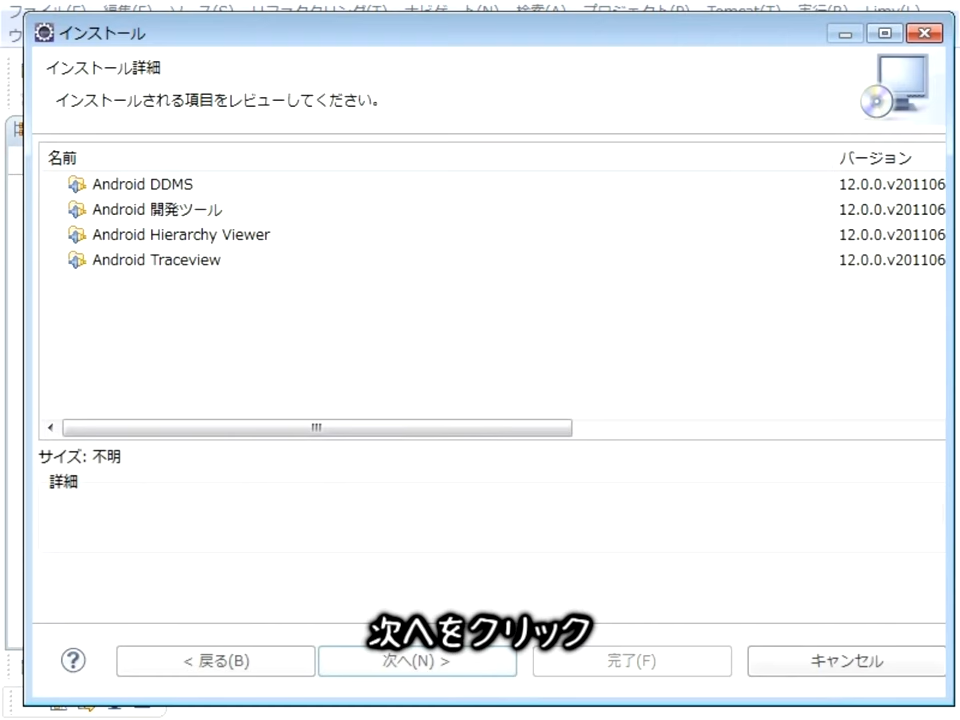 インストール
インストール詳細
インストールされる項目をレビューしてください。
名前 バージョン
Android DDMS 12.0.0.v201106
Android 開発ツール 12.0.0.v201106
Android Hierarchy Viewer 12.0.0.v201106
Android Traceview 12.0.0.v201106
サイズ: 不明
詳細
次へをクリック
< 戻る(B) 次へ(N) > 完了(F) キャンセル